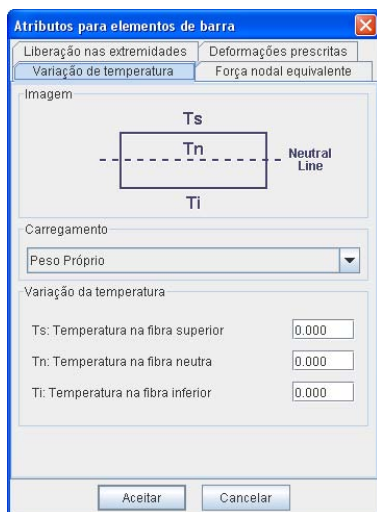 Atributos para elementos de barra
Liberação nas extremidades
Deformações prescritas
Variação de temperatura
Força nodal equivalente
Imagem
Ts
Tn
Neutral
Line
Ti
Carregamento
Peso Próprio
Variação da temperatura
Ts: Temperatura na fibra superior 0.000
Tn: Temperatura na fibra neutra 0.000
Ti: Temperatura na fibra inferior 0.000
Aceitar
Cancelar